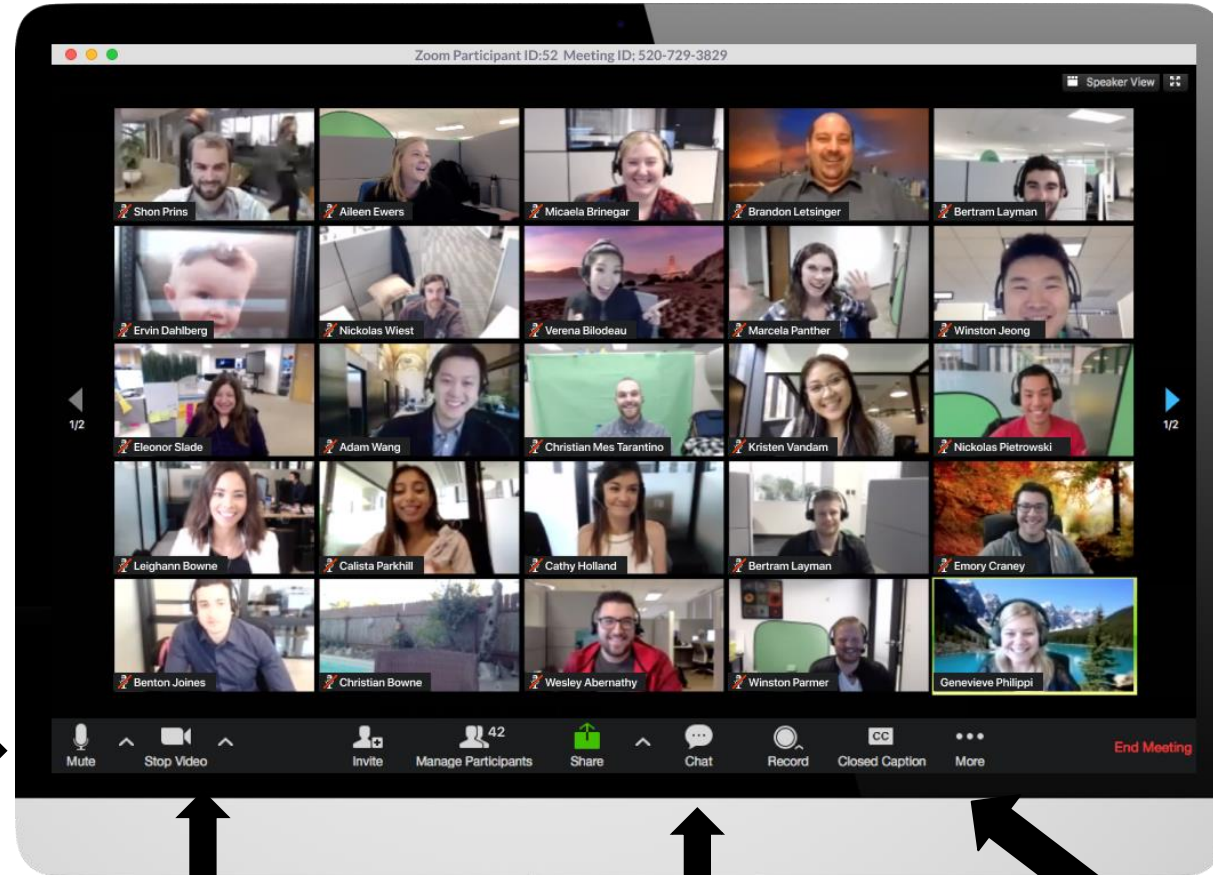 Zoom Participant ID:52 Meeting ID; 520-729-3829
Speaker View
Shon Prins
Aileen Ewers
Micaela Brinegar
Brandon Letsinger
Bertram Layman
Ervin Dahlberg
Nickolas Wiest
Verena Bilodeau
Marcela Panther
Winston Jeong
1/2
1/2
Eleonor Slade
Adam Wang
Christian Mes Tarantino
Kristen Vandam
Nickolas Pietrowski
Leighann Bowne
Calista Parkhill
Cathy Holland
Bertram Layman
Emory Craney
Benton Joines
Christian Bowne
Wesley Abernathy
Winston Parmer
Genevieve Philippi
42
CC
Mute
Stop Video
Invite
Manage Participants
Share
Chat
Record
Closed Caption
More
End Meeting